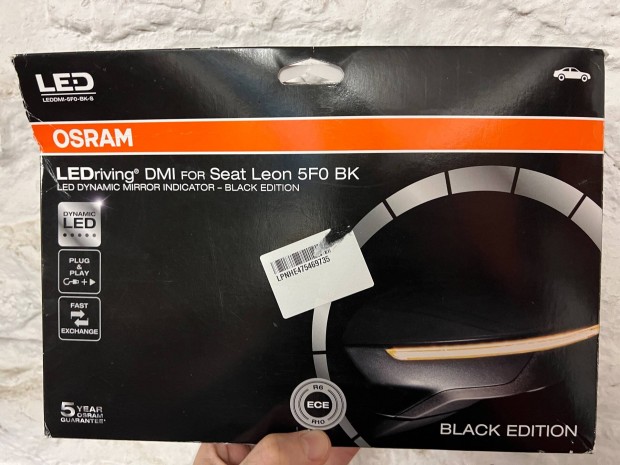 LED
LEDDMI-5F0-BK-S
OSRAM
LEDriving® DMI FOR Seat Leon 5F0 BK
LED DYNAMIC MIRROR INDICATOR – BLACK EDITION
DYNAMIC
LED
PLUG
&
PLAY
FAST
EXCHANGE
LPNHE475469735
R6
ECE
R10
5 YEAR
OSRAM
GUARANTEE*
BLACK EDITION